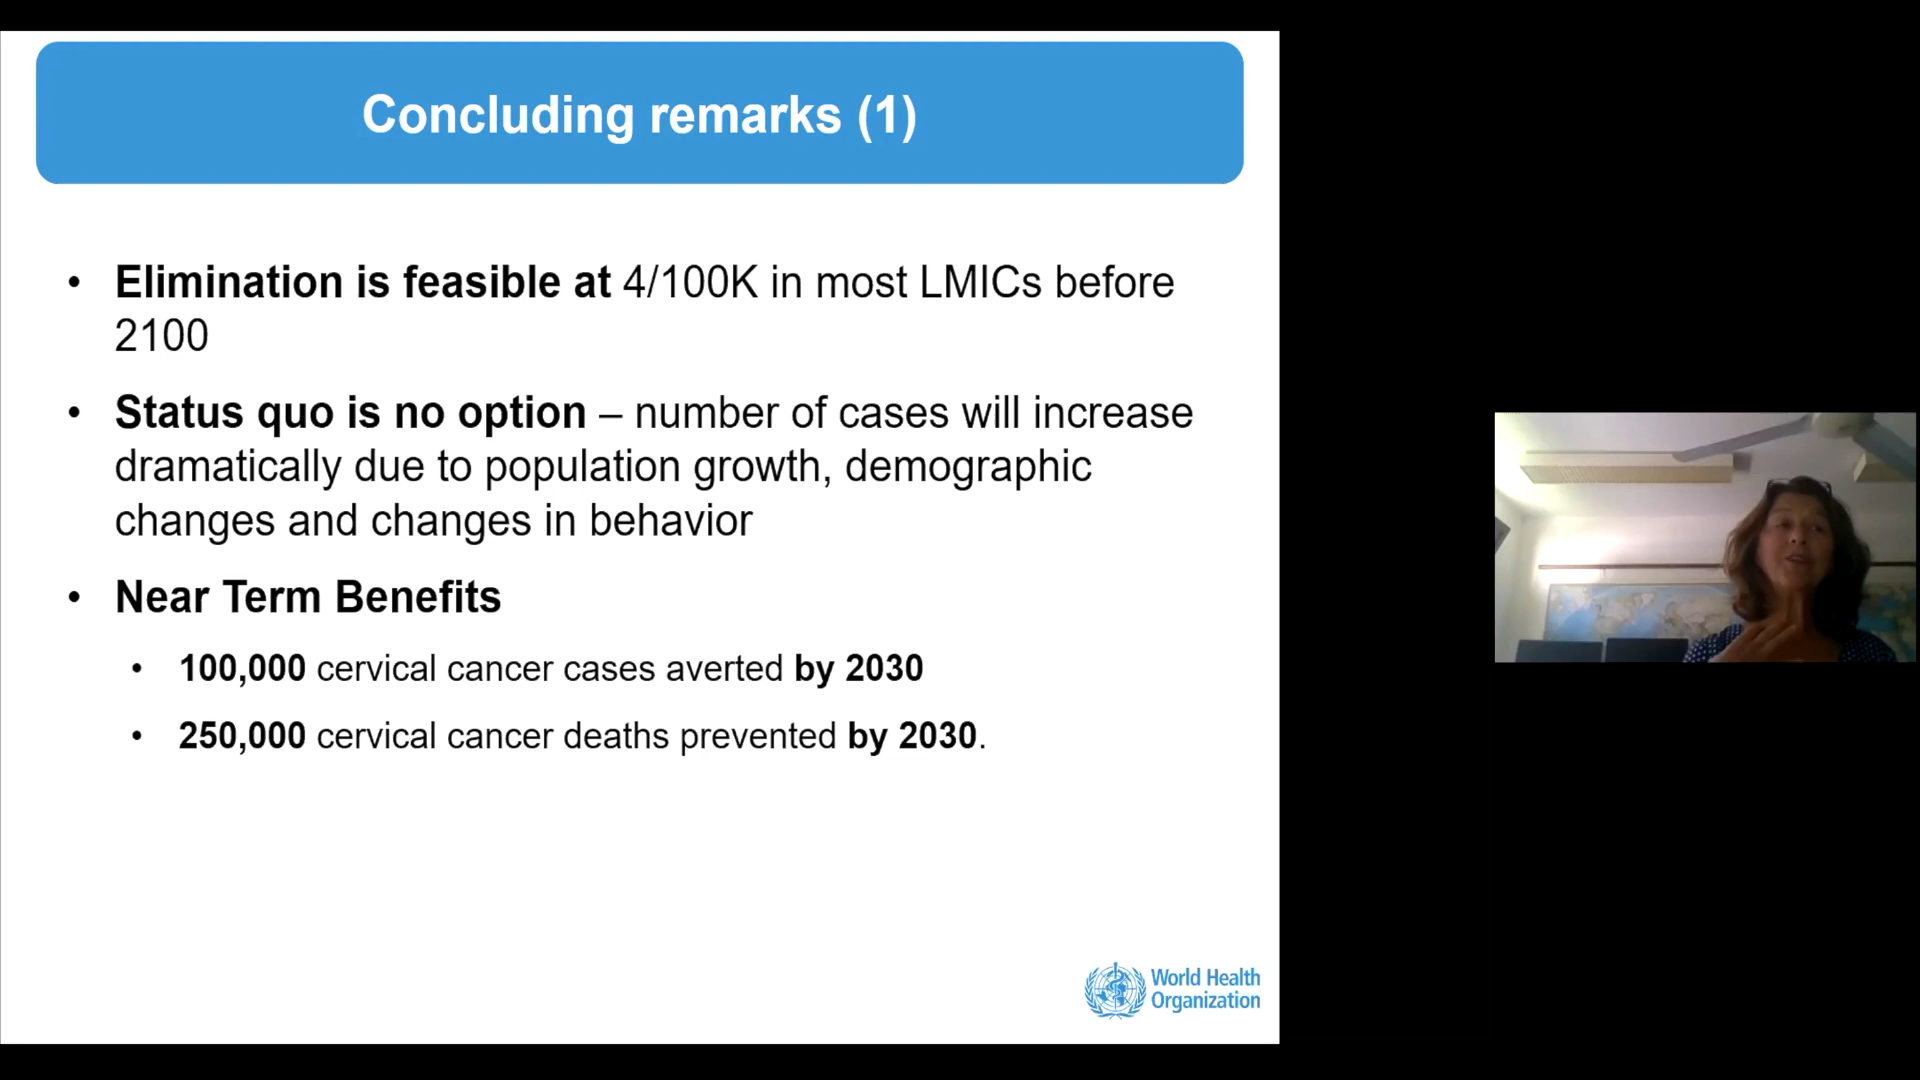 Concluding remarks (1)
• Elimination is feasible at 4/100K in most LMICs before
2100
• Status quo is no option – number of cases will increase
dramatically due to population growth, demographic
changes and changes in behavior
• Near Term Benefits
• 100,000 cervical cancer cases averted by 2030
• 250,000 cervical cancer deaths prevented by 2030.
World Health
Organization